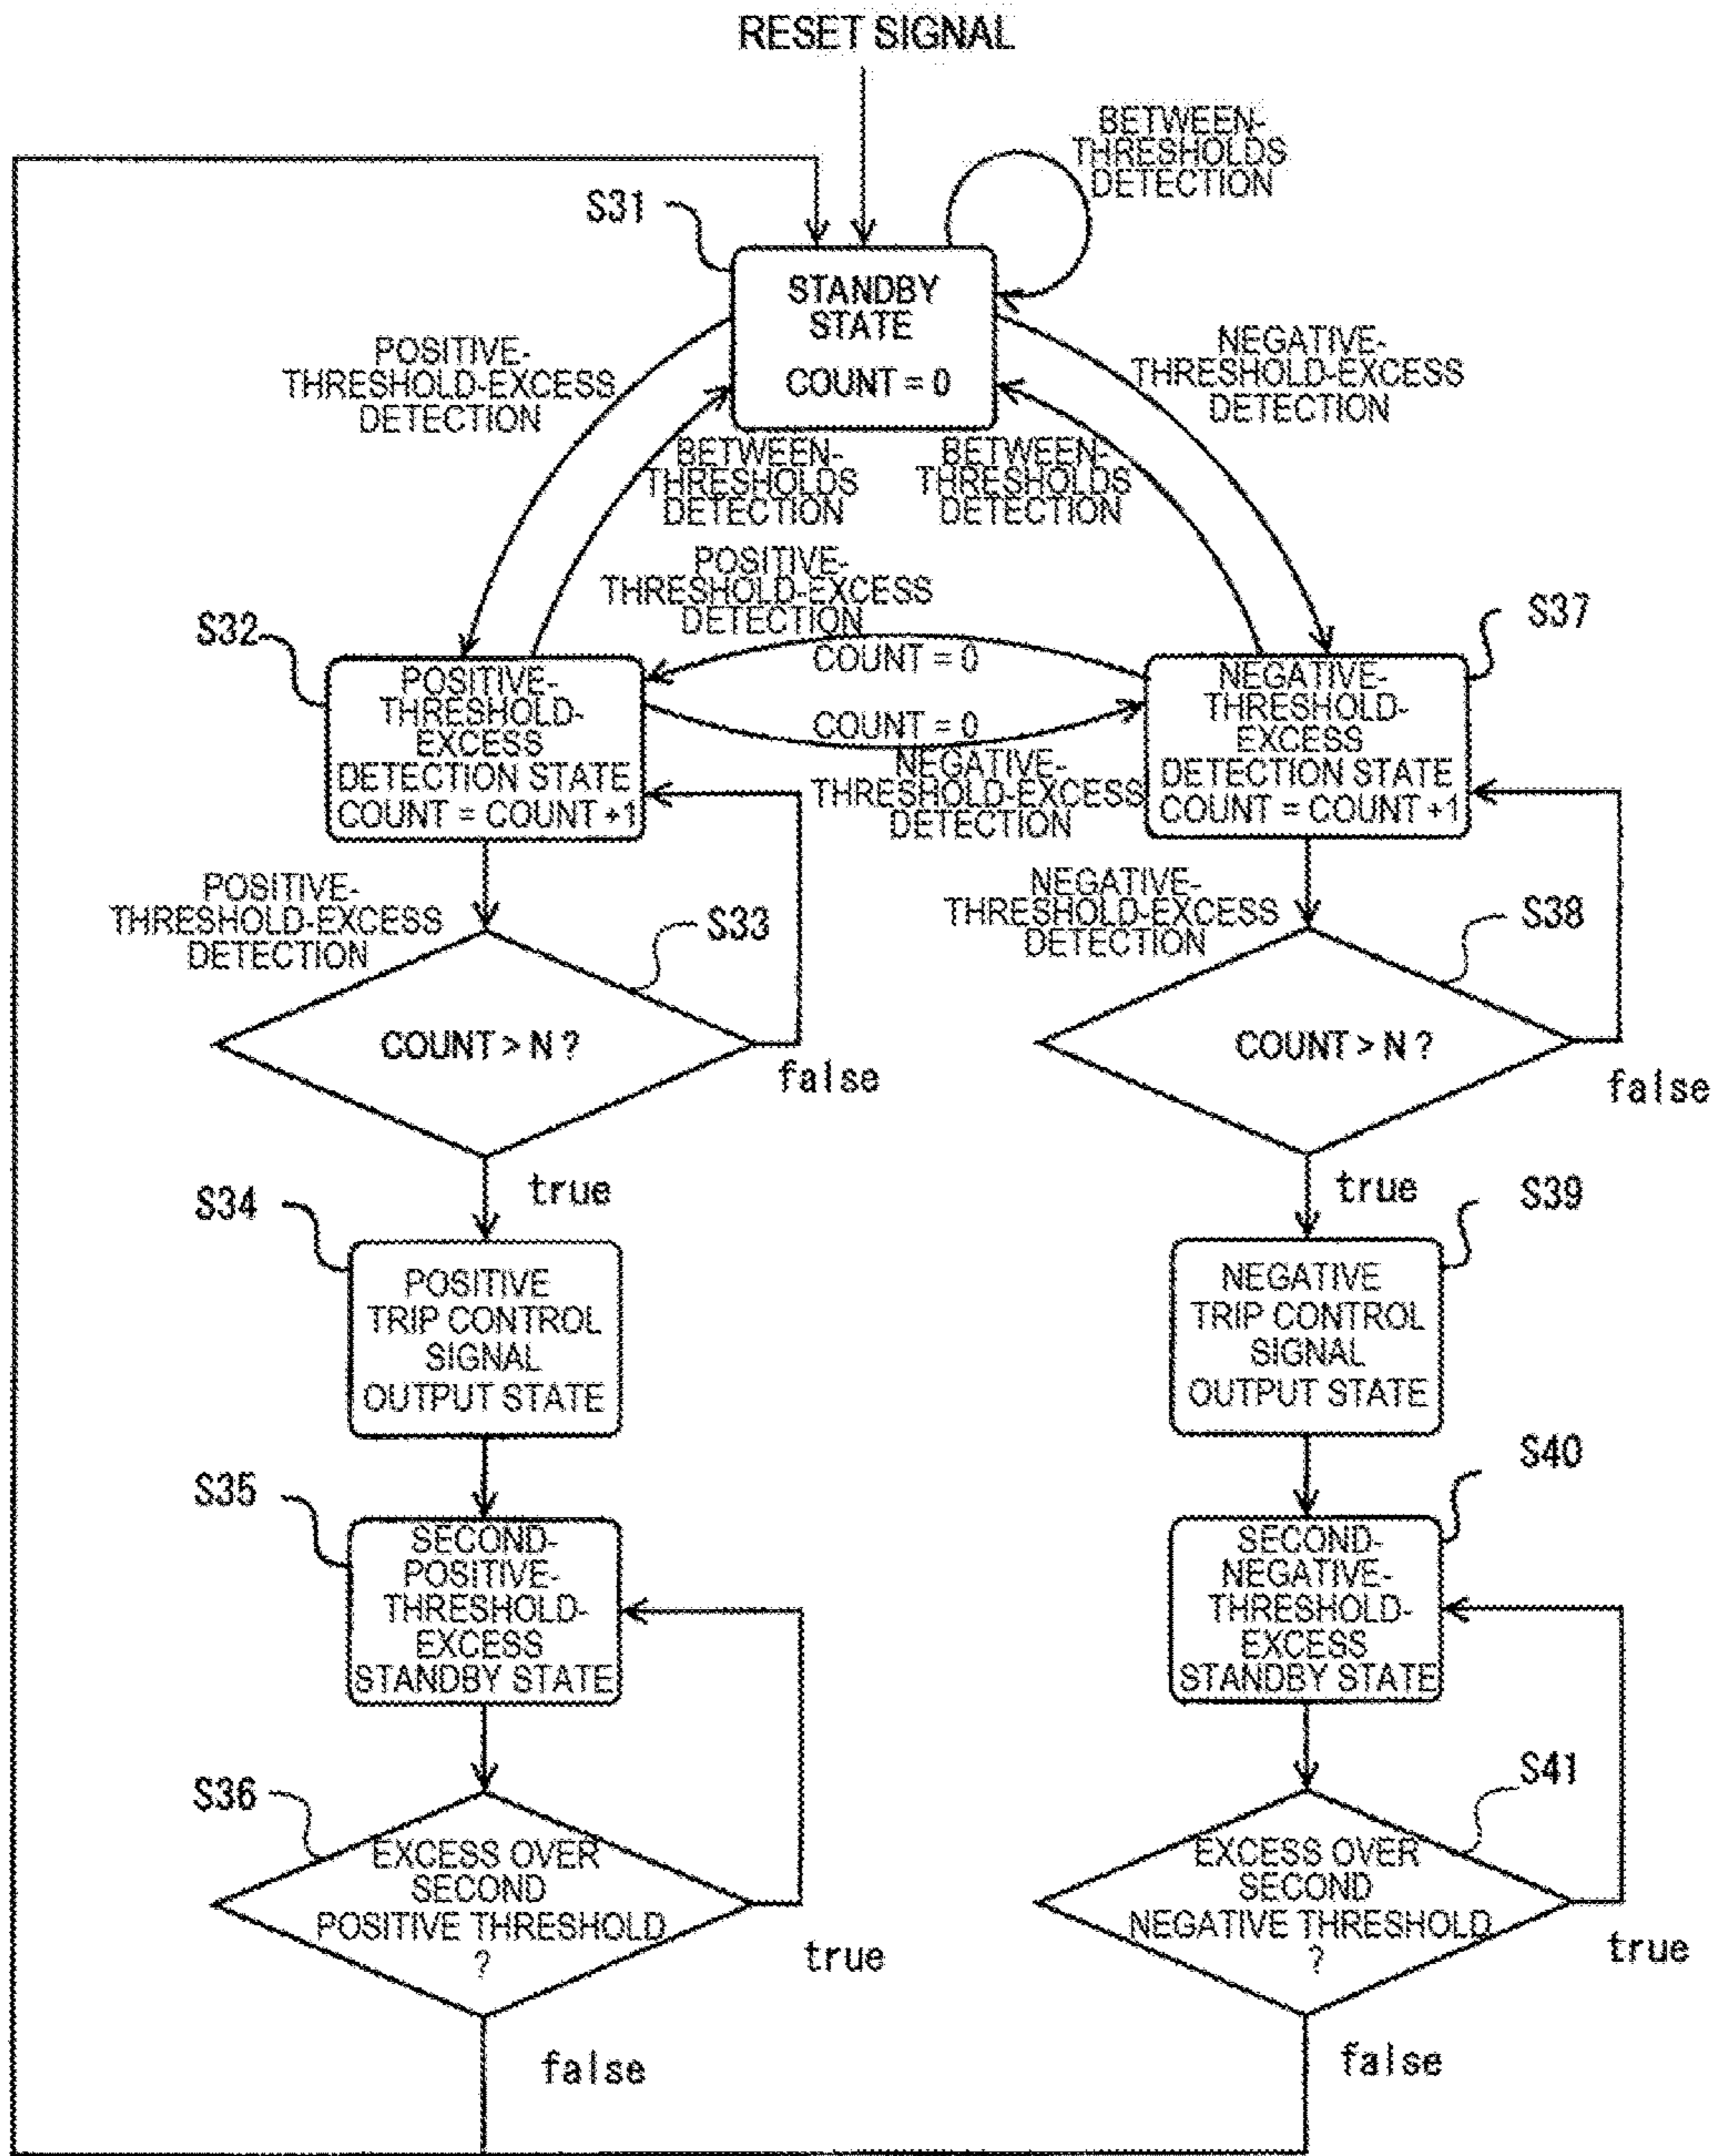 RESET SIGNAL
BETWEEN-
THRESHOLDS
DETECTION
S31
STANDBY
STATE
COUNT = 0
POSITIVE-
THRESHOLD-EXCESS
DETECTION
NEGATIVE-
THRESHOLD-EXCESS
DETECTION
BETWEEN-
THRESHOLDS
DETECTION
BETWEEN-
THRESHOLDS
DETECTION
POSITIVE-
THRESHOLD-EXCESS
DETECTION
COUNT = 0
S32
POSITIVE-
THRESHOLD-
EXCESS
DETECTION STATE
COUNT = COUNT +1
S37
NEGATIVE-
THRESHOLD-
EXCESS
DETECTION STATE
COUNT = COUNT +1
COUNT = 0
NEGATIVE-
THRESHOLD-EXCESS
DETECTION
POSITIVE-
THRESHOLD-EXCESS
DETECTION
S33
COUNT > N ?
false
true
NEGATIVE-
THRESHOLD-EXCESS
DETECTION
S38
COUNT > N ?
false
true
S34
POSITIVE
TRIP CONTROL
SIGNAL
OUTPUT STATE
S39
NEGATIVE
TRIP CONTROL
SIGNAL
OUTPUT STATE
S35
SECOND-
POSITIVE-
THRESHOLD-
EXCESS
STANDBY STATE
S40
SECOND-
NEGATIVE-
THRESHOLD-
EXCESS
STANDBY STATE
S36
EXCESS OVER
SECOND
POSITIVE THRESHOLD
?
true
false
S41
EXCESS OVER
SECOND
NEGATIVE THRESHOLD
?
true
false